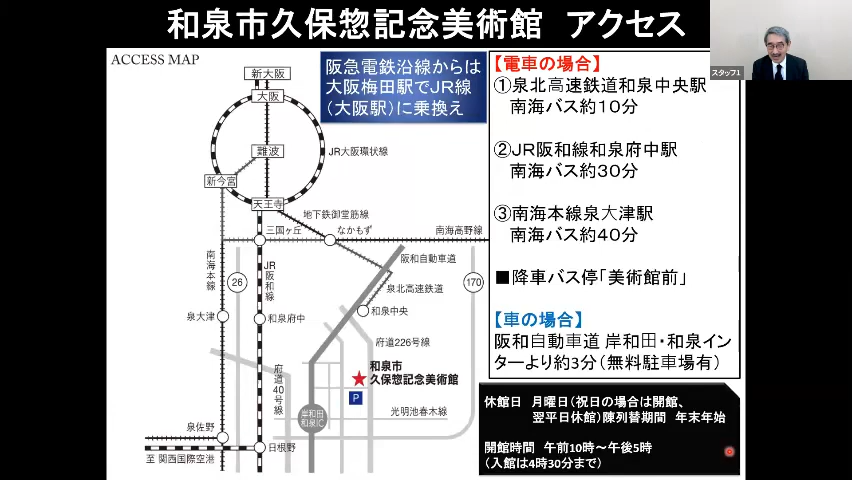 和泉市久保惣記念美術館　アクセス
スタッフ1
ACCESS MAP
阪急電鉄沿線からは
大阪梅田駅でJR線
（大阪駅）に乗換え
新大阪
大阪
難波
JR大阪環状線
新今宮
天王寺
地下鉄御堂筋線
三国ヶ丘
なかもず
南海高野線
南海本線
26
JR阪和線
阪和自動車道
泉北高速鉄道
170
泉大津
和泉府中
和泉中央
府道226号線
和泉市
久保惣記念美術館
P
府道40号線
岸和田
和泉IC
光明池春木線
泉佐野
日根野
至 関西国際空港
【電車の場合】
①泉北高速鉄道和泉中央駅
南海バス約10分
②JR阪和線和泉府中駅
南海バス約30分
③南海本線泉大津駅
南海バス約40分
■降車バス停「美術館前」
【車の場合】
阪和自動車道 岸和田・和泉イン
ターより約3分（無料駐車場有）
休館日　月曜日（祝日の場合は開館、
翌平日休館）陳列替期間　年末年始
開館時間　午前10時～午後5時
（入館は4時30分まで）